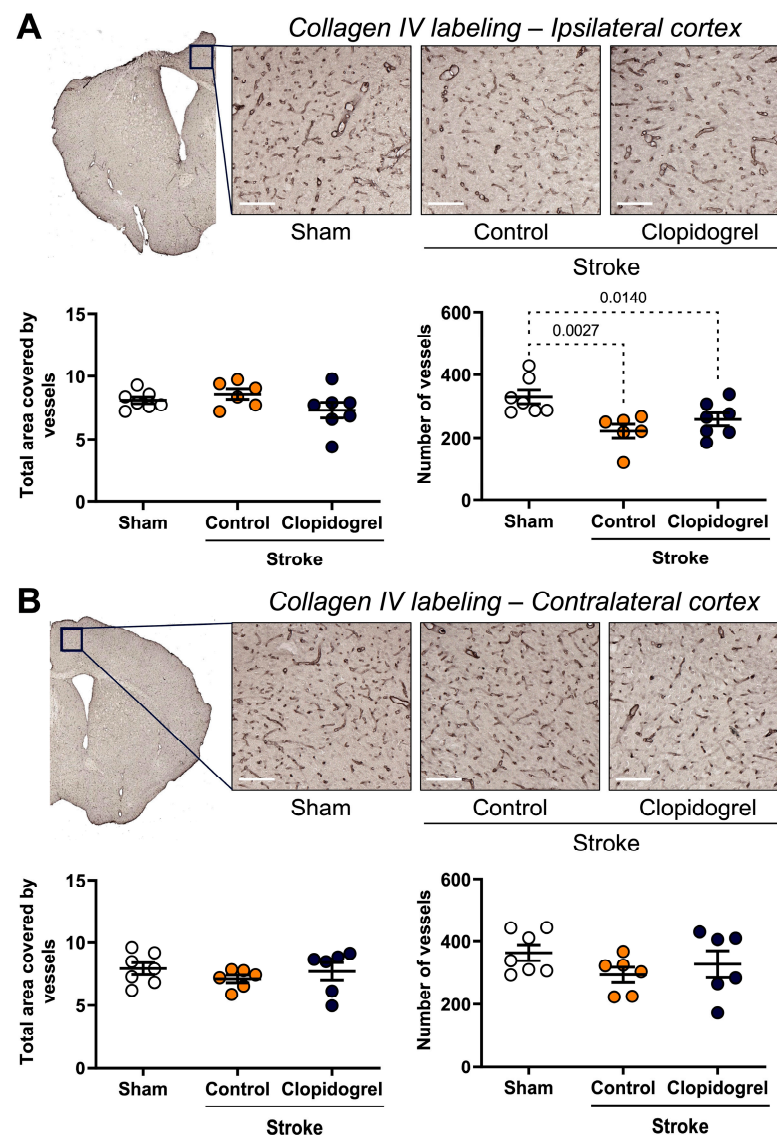 A
Collagen IV labeling – Ipsilateral cortex
Sham
Control
Clopidogrel
Stroke
Total area covered by
vessels
15
10
5
0
Sham
Control
Clopidogrel
Stroke
Number of vessels
600
400
200
0
0.0140
0.0027
Sham
Control
Clopidogrel
Stroke
B
Collagen IV labeling – Contralateral cortex
Sham
Control
Clopidogrel
Stroke
Total area covered by
vessels
15
10
5
0
Sham
Control
Clopidogrel
Stroke
Number of vessels
600
400
200
0
Sham
Control
Clopidogrel
Stroke